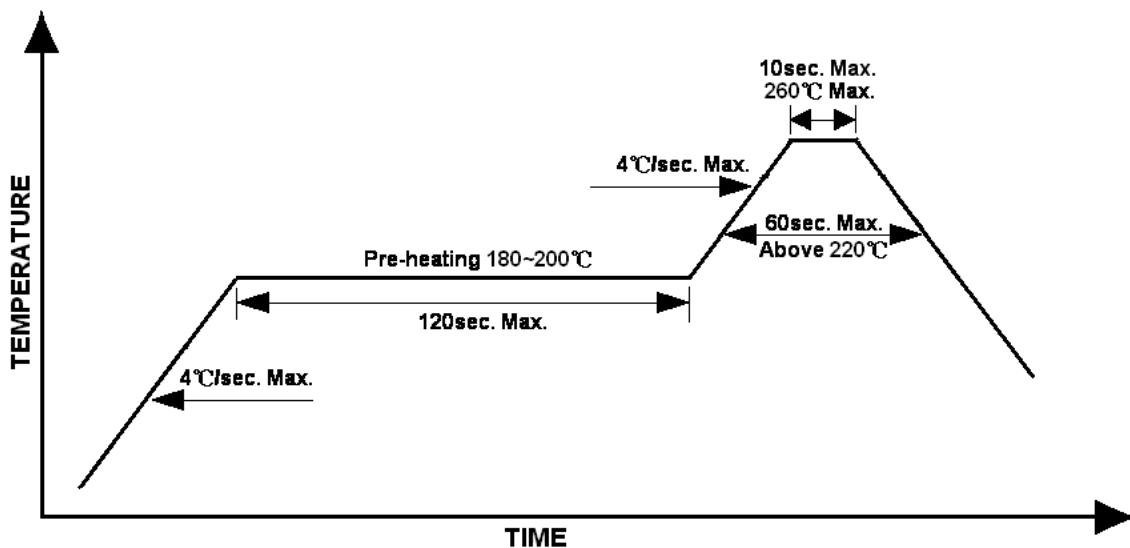 10sec. Max.
260℃ Max.
4℃/sec. Max.
60sec. Max.
Above 220℃
Pre-heating 180~200℃
120sec. Max.
4℃/sec. Max.
TEMPERATURE
TIME